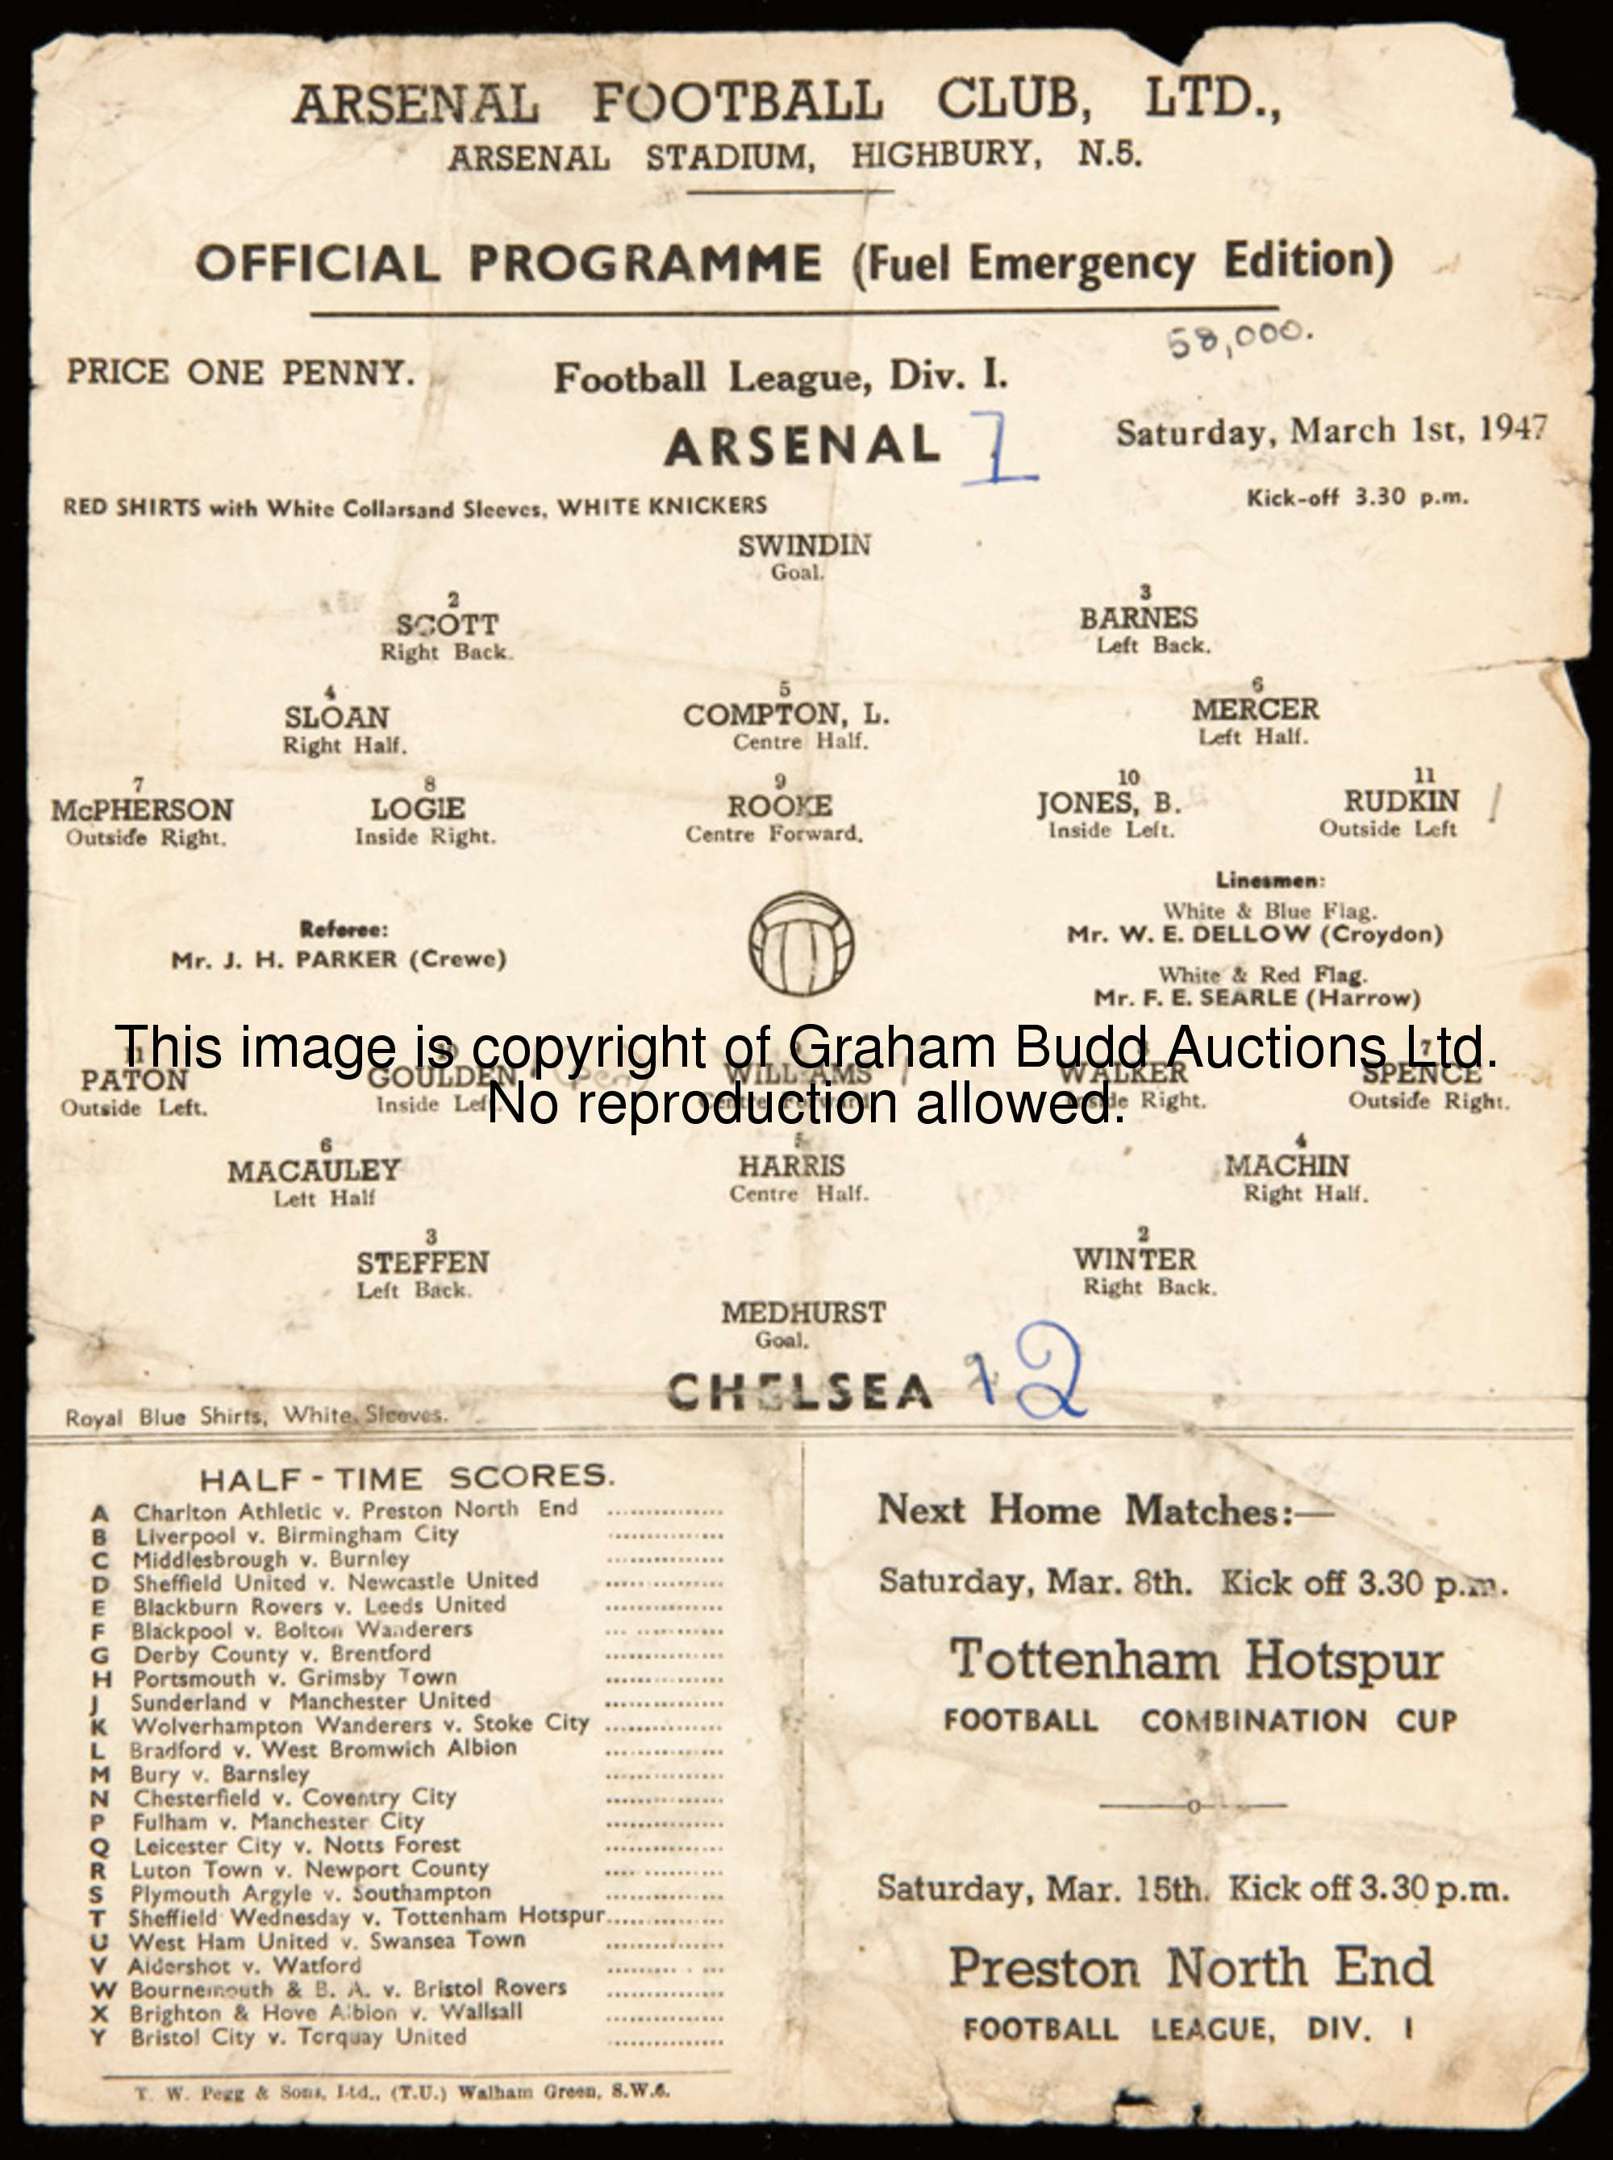 ARSENAL FOOTBALL CLUB, LTD.,
ARSENAL STADIUM, HIGHBURY, N.5.
OFFICIAL PROGRAMME (Fuel Emergency Edition)
58,000.
PRICE ONE PENNY. Football League, Div. I.
ARSENAL 1 Saturday, March 1st, 1947
RED SHIRTS with White Collarsand Sleeves, WHITE KNICKERS Kick-off 3.30 p.m.
SWINDIN
Goal.
2 3
SCOTT BARNES
Right Back. Left Back.
4 5 6
SLOAN COMPTON, L. MERCER
Right Half. Centre Half. Left Half.
7 8 9 10 11
McPHERSON LOGIE ROOKE JONES, B. RUDKIN /
Outside Right. Inside Right. Centre Forward. Inside Left. Outside Left
Linesmen:
White & Blue Flag.
Referee: Mr. W. E. DELLOW (Croydon)
Mr. J. H. PARKER (Crewe) White & Red Flag.
Mr. F. E. SEARLE (Harrow)
This image is copyright of Graham Budd Auctions Ltd.
No reproduction allowed.
11 7
PATON GOULDEN (Pen) WILLIAMS / WALKER SPENCE
Outside Left. Inside Left. Centre Forward Inside Right. Outside Right.
6 5 4
MACAULEY HARRIS MACHIN
Left Half Centre Half. Right Half.
3 2
STEFFEN WINTER
Left Back. Right Back.
MEDHURST
Goal.
CHELSEA 2
Royal Blue Shirts, White Sleeves.
HALF-TIME SCORES.
A Charlton Athletic v. Preston North End ..............
B Liverpool v. Birmingham City ..............
C Middlesbrough v. Burnley ..............
D Sheffield United v. Newcastle United ..............
E Blackburn Rovers v. Leeds United ..............
F Blackpool v. Bolton Wanderers ..............
G Derby County v. Brentford ..............
H Portsmouth v. Grimsby Town ..............
J Sunderland v Manchester United ..............
K Wolverhampton Wanderers v. Stoke City ..............
L Bradford v. West Bromwich Albion ..............
M Bury v. Barnsley ..............
N Chesterfield v. Coventry City ..............
P Fulham v. Manchester City ..............
Q Leicester City v. Notts Forest ..............
R Luton Town v. Newport County ..............
S Plymouth Argyle v. Southampton ..............
T Sheffield Wednesday v. Tottenham Hotspur..............
U West Ham United v. Swansea Town ..............
V Aldershot v. Watford ..............
W Bournemouth & B. A. v. Bristol Rovers ..............
X Brighton & Hove Albion v. Wallsall ..............
Y Bristol City v. Torquay United ..............
T. W. Pegg & Sons, Ltd., (T.U.) Walham Green, S.W.6.
Next Home Matches:—
Saturday, Mar. 8th. Kick off 3.30 p.m.
Tottenham Hotspur
FOOTBALL COMBINATION CUP
Saturday, Mar. 15th. Kick off 3.30 p.m.
Preston North End
FOOTBALL LEAGUE, DIV. I